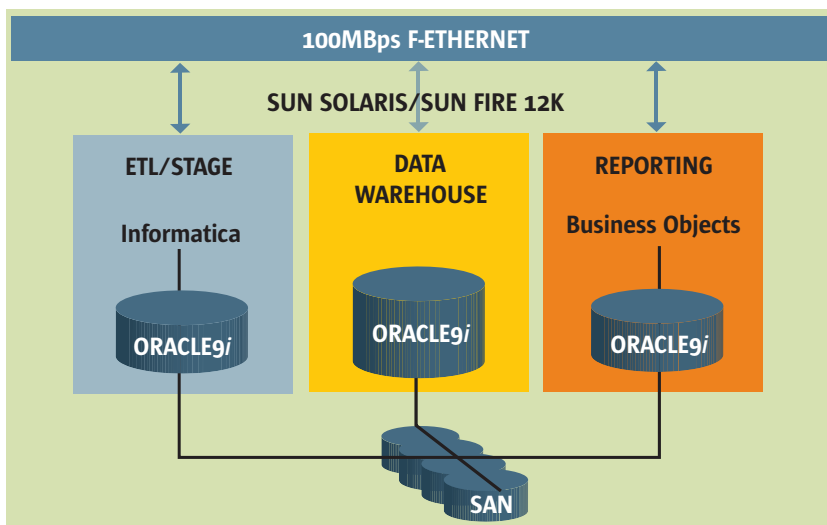 100MBps F-ETHERNET
SUN SOLARIS/SUN FIRE 12K
ETL/STAGE
Informatica
ORACLE9i
DATA
WAREHOUSE
ORACLE9i
REPORTING
Business Objects
ORACLE9i
SAN